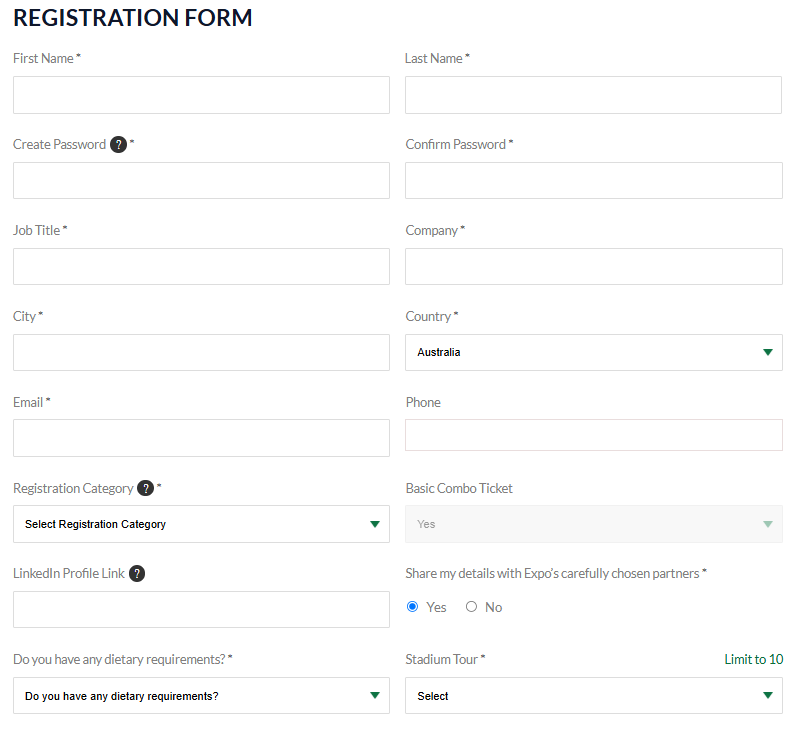 REGISTRATION FORM
First Name *
Last Name *
Create Password ? *
Confirm Password *
Job Title *
Company *
City *
Country *
Australia
Email *
Phone
Registration Category ? *
Basic Combo Ticket
Select Registration Category
Yes
LinkedIn Profile Link ?
Share my details with Expo's carefully chosen partners *
Yes No
Do you have any dietary requirements? *
Stadium Tour * Limit to 10
Do you have any dietary requirements?
Select